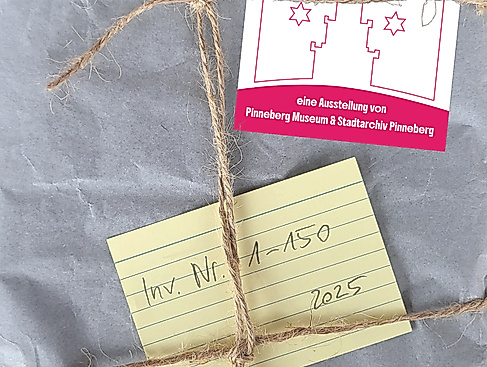 eine Ausstellung von
Pinneberg Museum & Stadtarchiv Pinneberg
Inv. Nr. 1-150
2025